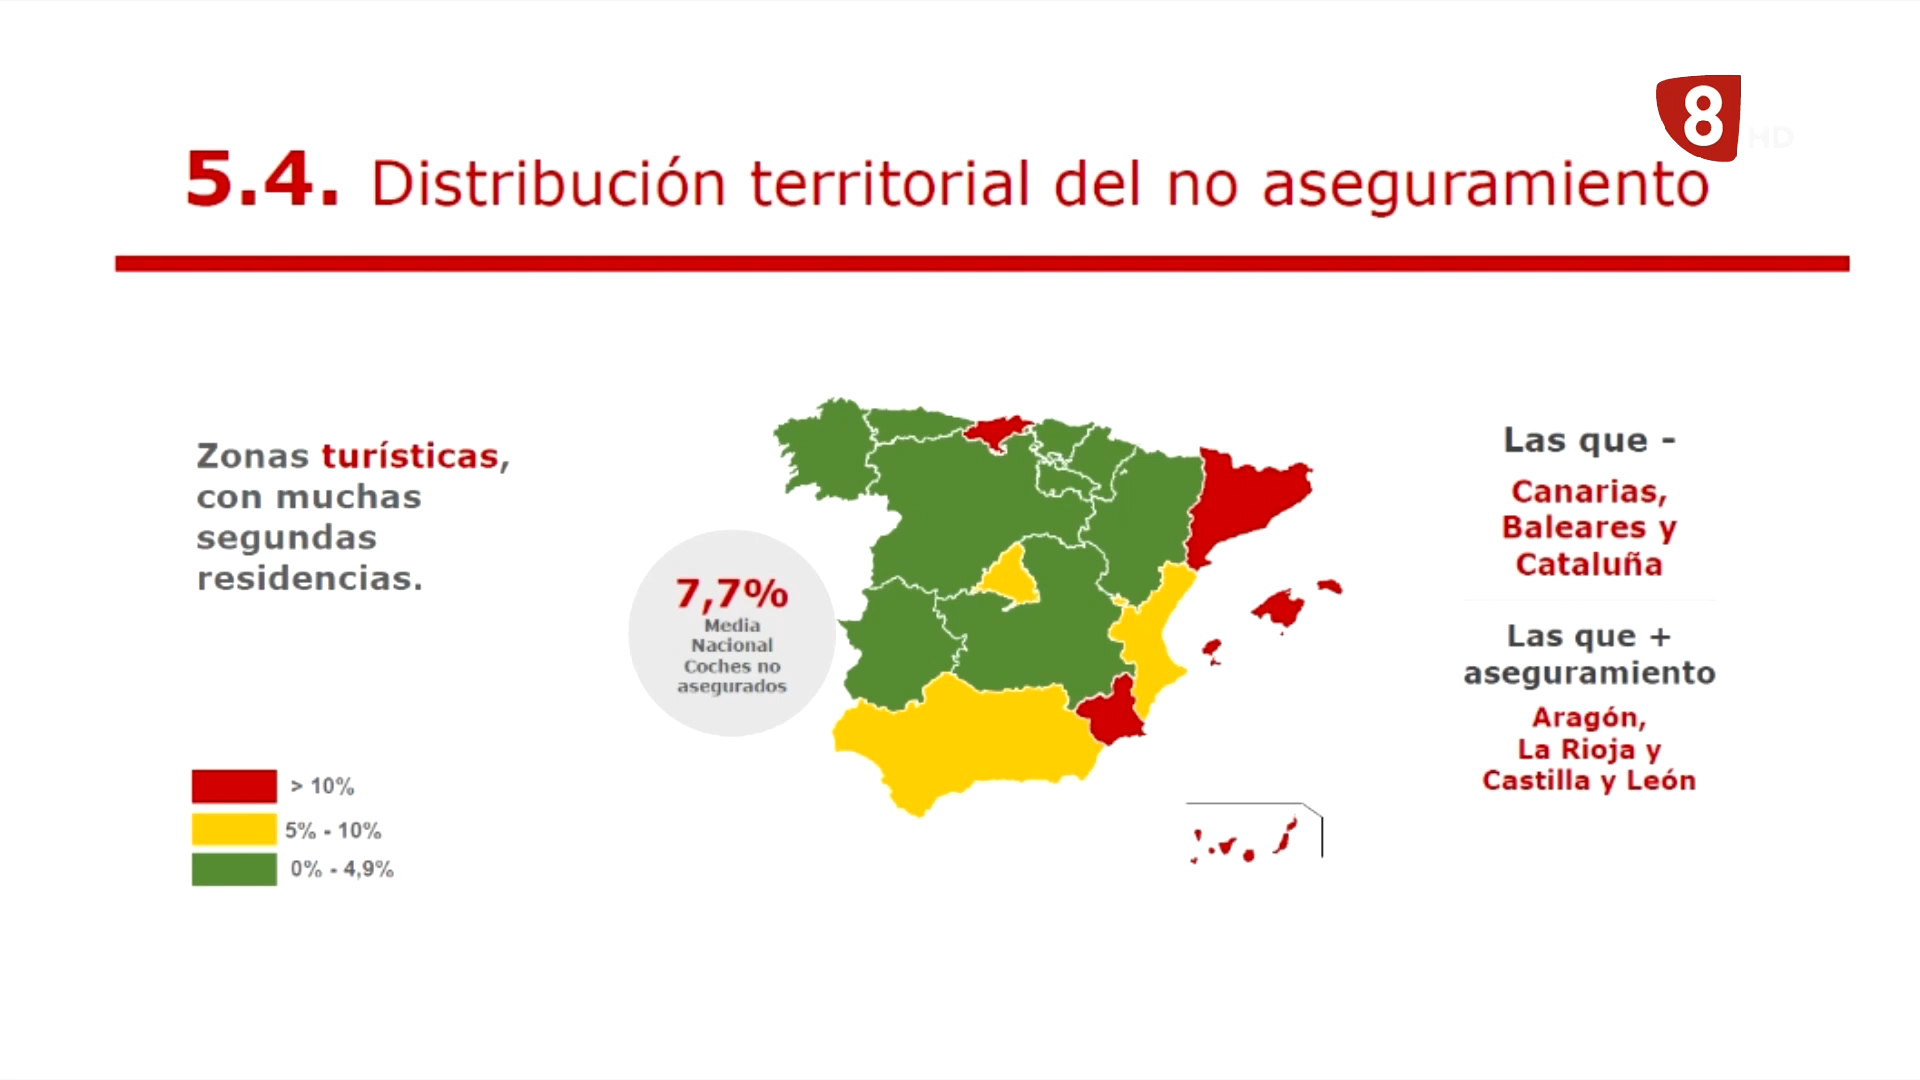 8
HD
5.4. Distribución territorial del no aseguramiento
Zonas turísticas,
con muchas
segundas
residencias.
7,7%
Media
Nacional
Coches no
asegurados
> 10%
5% - 10%
0% - 4,9%
Las que -
Canarias,
Baleares y
Cataluña
Las que +
aseguramiento
Aragón,
La Rioja y
Castilla y León